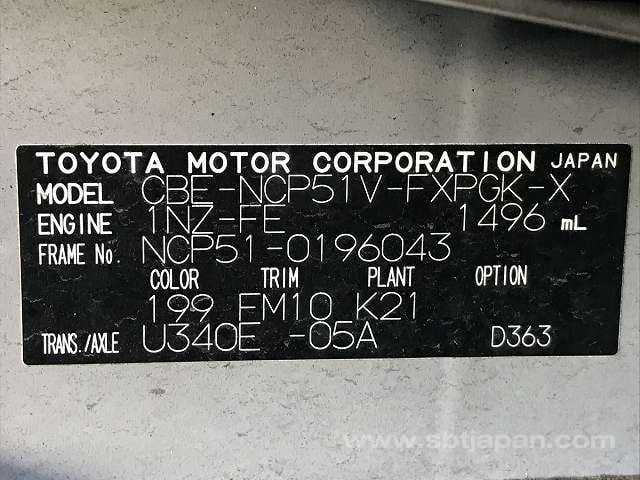 TOYOTA MOTOR CORPORATION JAPAN
MODEL CBE-NCP51V-FXPGK-X
ENGINE 1NZ-FE 1496 mL
FRAME No. NCP51-0196043
COLOR TRIM PLANT OPTION
199 FM10 K21
TRANS./AXLE U340E -05A D363
www.sbtjapan.com